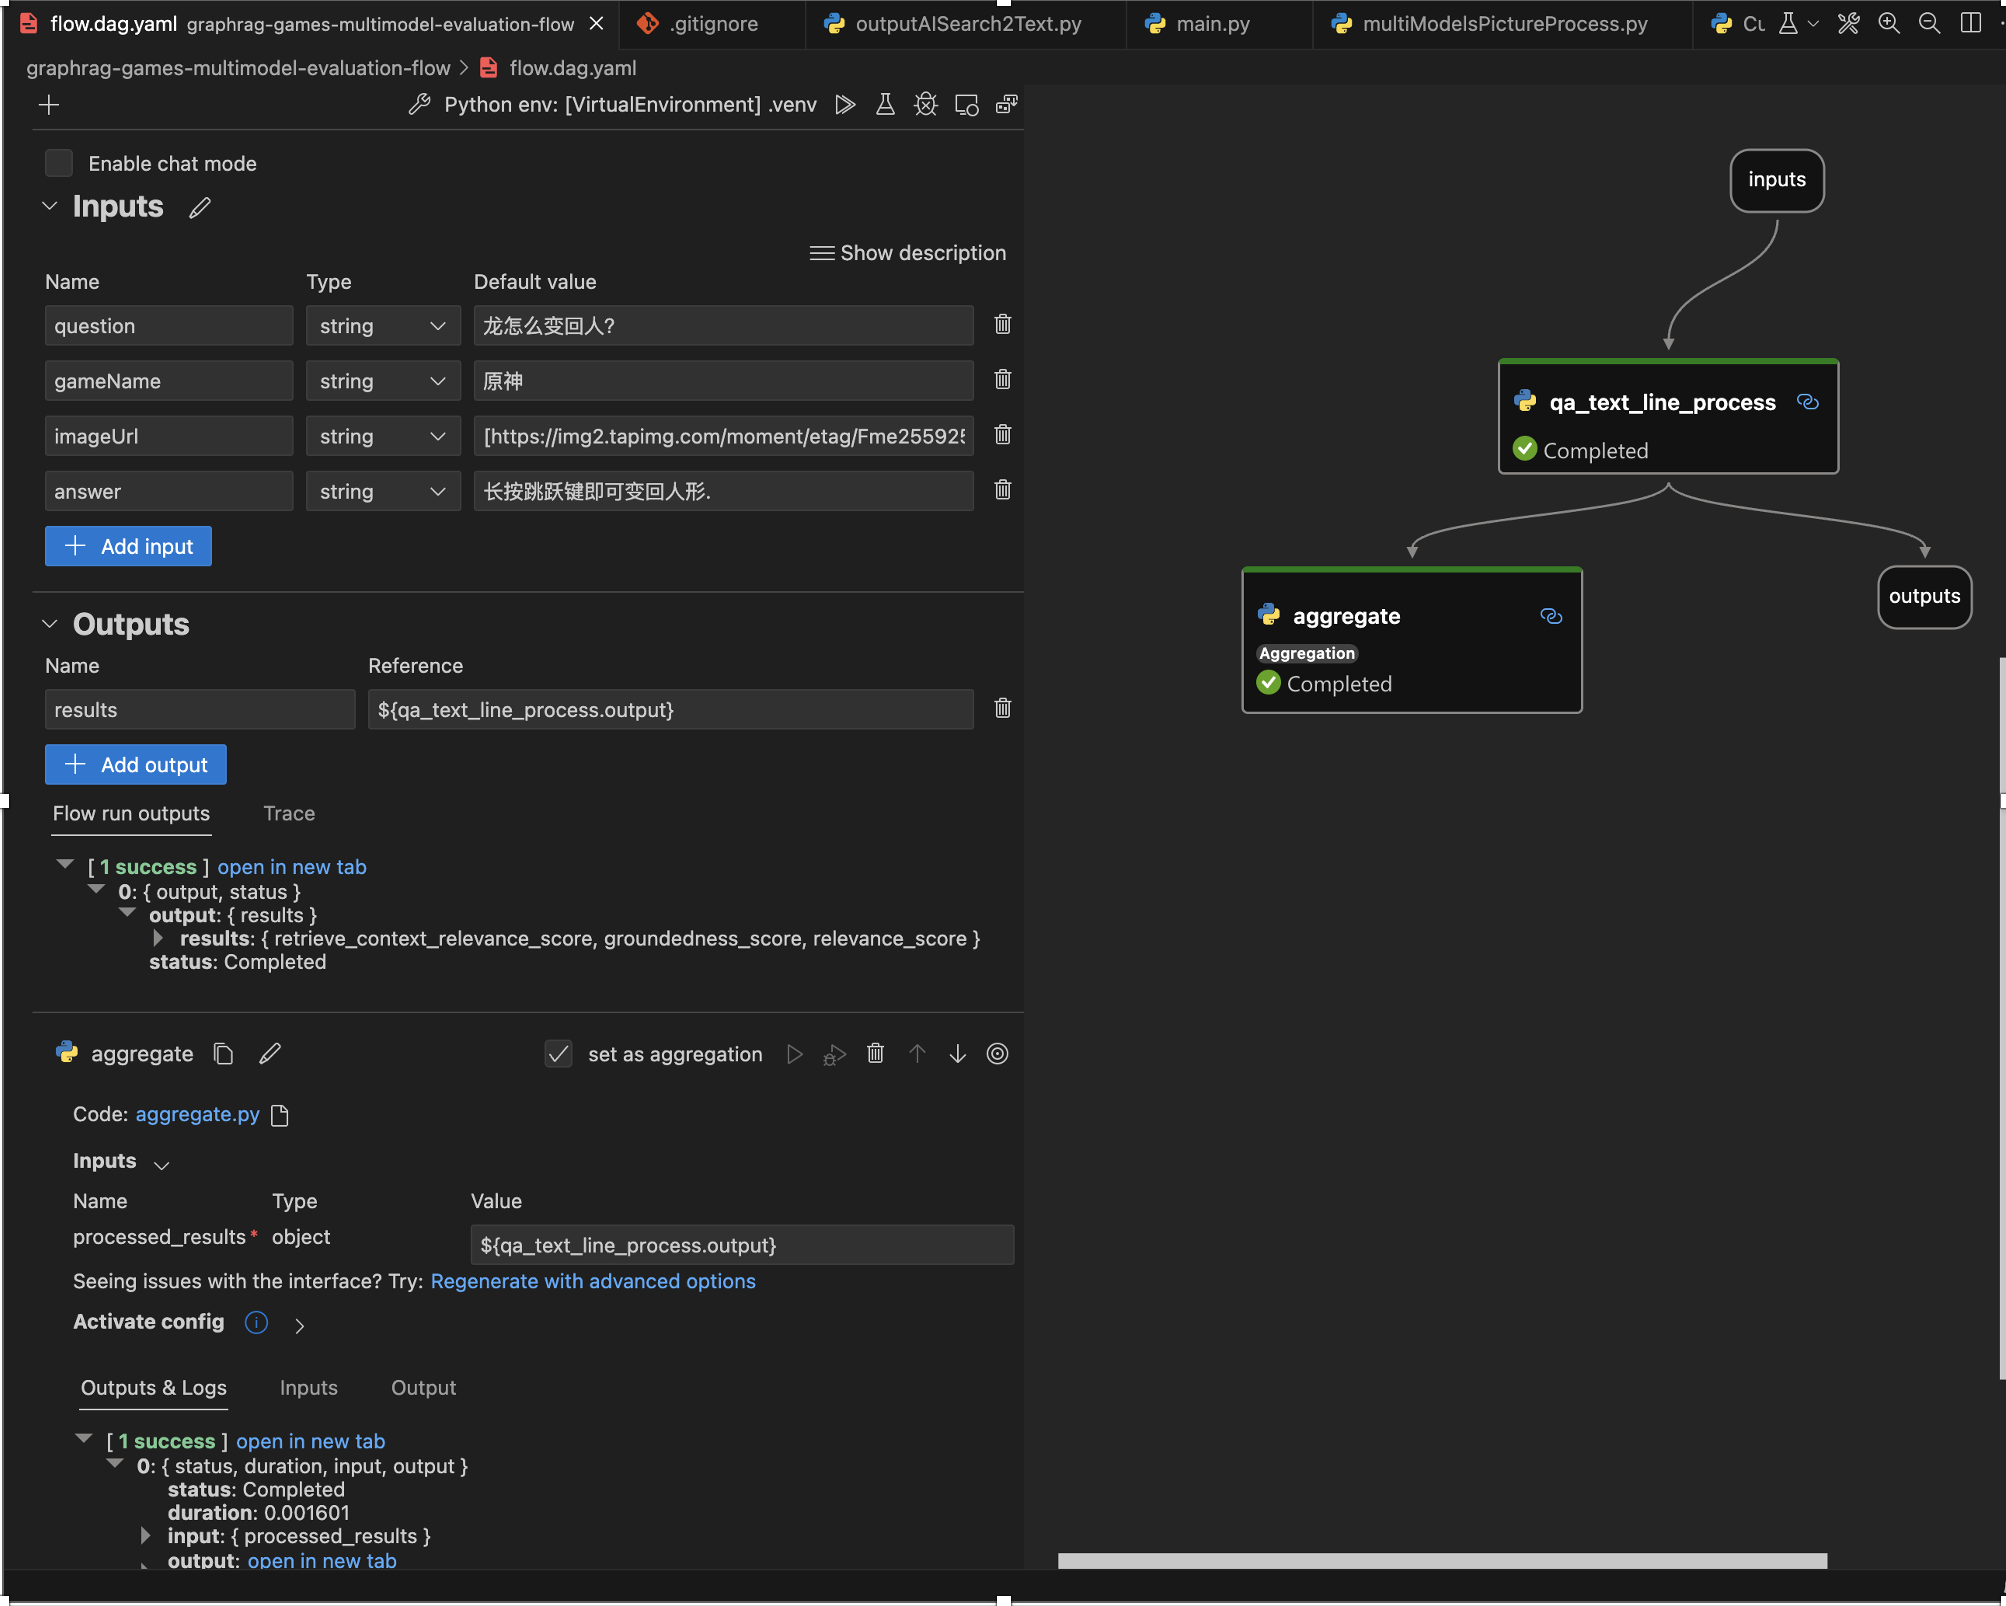 flow.dag.yaml graphrag-games-multimodel-evaluation-flow
.gitignore
outputAISearch2Text.py
main.py
multiModelsPictureProcess.py
Cu
graphrag-games-multimodel-evaluation-flow > flow.dag.yaml
Python env: [VirtualEnvironment] .venv
Enable chat mode
Inputs
Show description
Name Type Default value
question string 龙怎么变回人?
gameName string 原神
imageUrl string [https://img2.tapimg.com/moment/etag/Fme255925
answer string 长按跳跃键即可变回人形.
+ Add input
Outputs
Name Reference
results ${qa_text_line_process.output}
+ Add output
Flow run outputs Trace
[ 1 success ] open in new tab
0: { output, status }
output: { results }
results: { retrieve_context_relevance_score, groundedness_score, relevance_score }
status: Completed
aggregate
set as aggregation
Code: aggregate.py
Inputs
Name Type Value
processed_results * object ${qa_text_line_process.output}
Seeing issues with the interface? Try: Regenerate with advanced options
Activate config
Outputs & Logs Inputs Output
[ 1 success ] open in new tab
0: { status, duration, input, output }
status: Completed
duration: 0.001601
input: { processed_results }
output: open in new tab
inputs
qa_text_line_process
Completed
aggregate
Aggregation
Completed
outputs